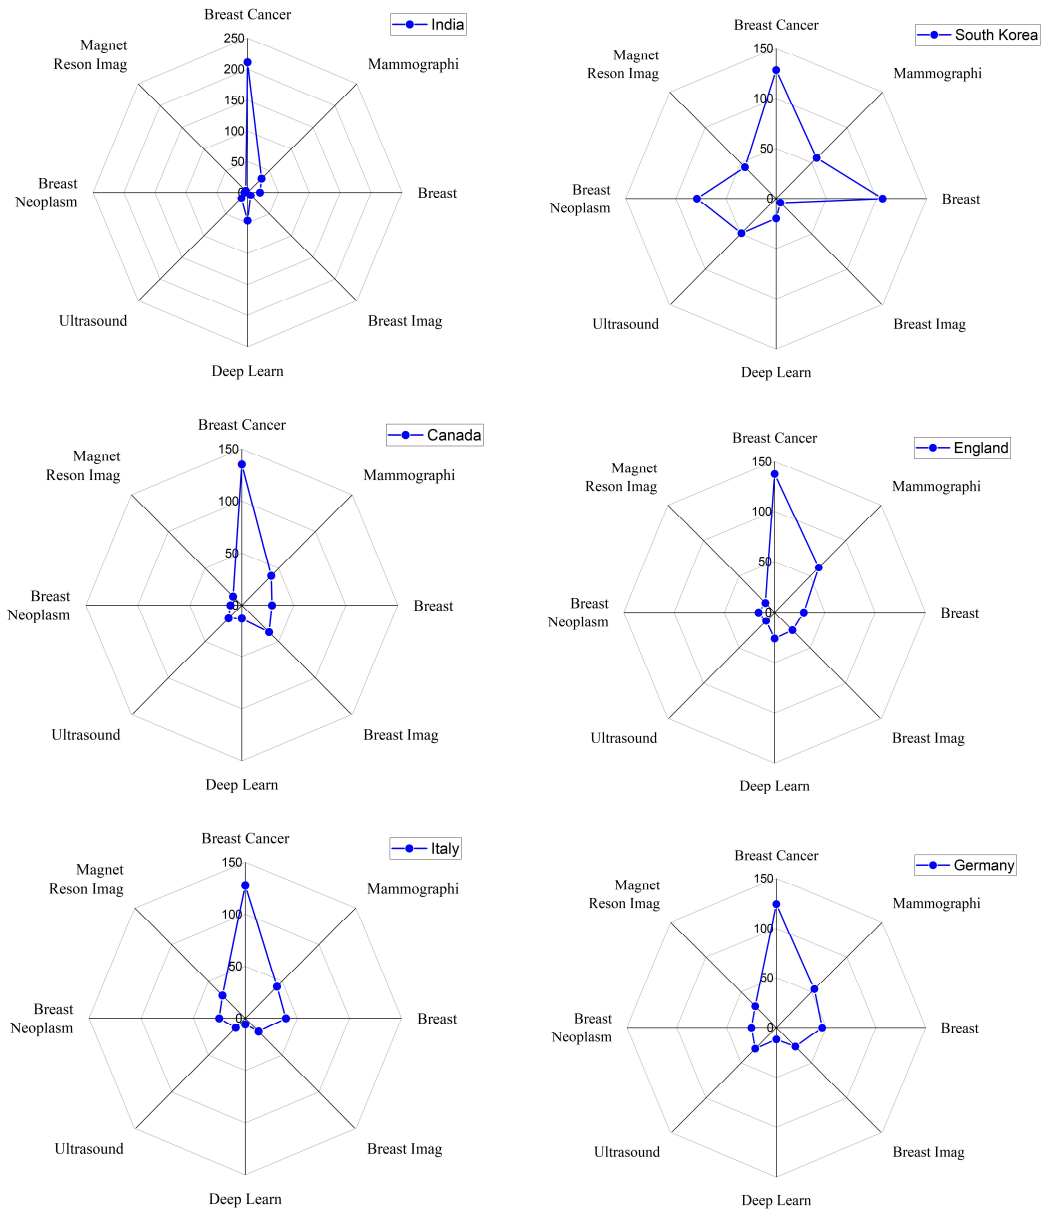 Breast Cancer
India
Magnet
Reson Imag
Mammographi
250
200
150
100
50
0
Breast
Neoplasm
Breast
Ultrasound
Breast Imag
Deep Learn
Breast Cancer
South Korea
Magnet
Reson Imag
Mammographi
150
100
50
0
Breast
Neoplasm
Breast
Ultrasound
Breast Imag
Deep Learn
Breast Cancer
Canada
Magnet
Reson Imag
Mammographi
150
100
50
0
Breast
Neoplasm
Breast
Ultrasound
Breast Imag
Deep Learn
Breast Cancer
England
Magnet
Reson Imag
Mammographi
150
100
50
0
Breast
Neoplasm
Breast
Ultrasound
Breast Imag
Deep Learn
Breast Cancer
Italy
Magnet
Reson Imag
Mammographi
150
100
50
0
Breast
Neoplasm
Breast
Ultrasound
Breast Imag
Deep Learn
Breast Cancer
Germany
Magnet
Reson Imag
Mammographi
150
100
50
0
Breast
Neoplasm
Breast
Ultrasound
Breast Imag
Deep Learn